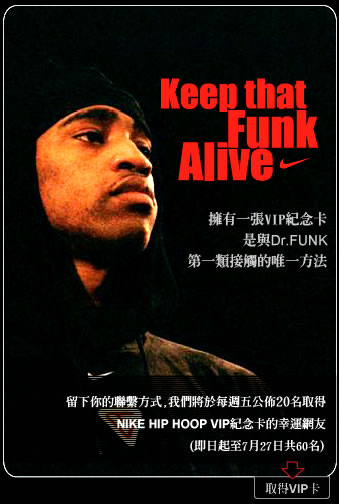 Keep that
Funk
Alive
擁有一張VIP紀念卡
是與Dr.FUNK
第一類接觸的唯一方法
留下你的聯繫方式,我們將於每週五公佈20名取得
NIKE HIP HOOP VIP紀念卡的幸運網友
(即日起至7月27日共60名)
取得VIP卡